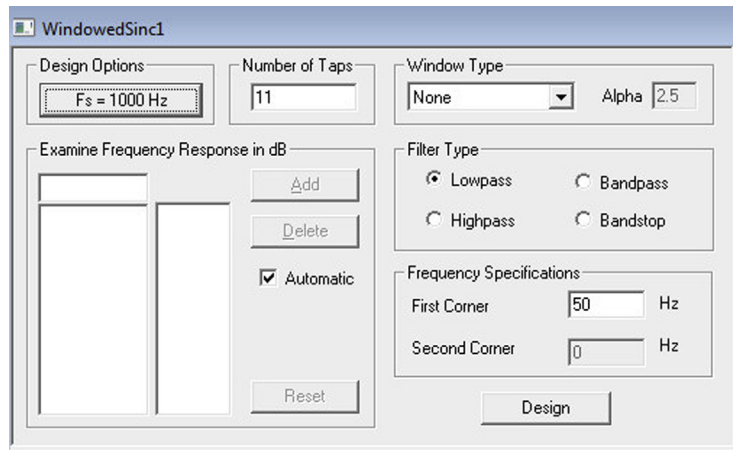 WindowedSinc1
Design Options
Fs = 1000 Hz
Number of Taps
11
Window Type
None
Alpha 2.5
Examine Frequency Response in dB
Add
Delete
Automatic
Reset
Filter Type
Lowpass
Bandpass
Highpass
Bandstop
Frequency Specifications
First Corner 50 Hz
Second Corner 0 Hz
Design